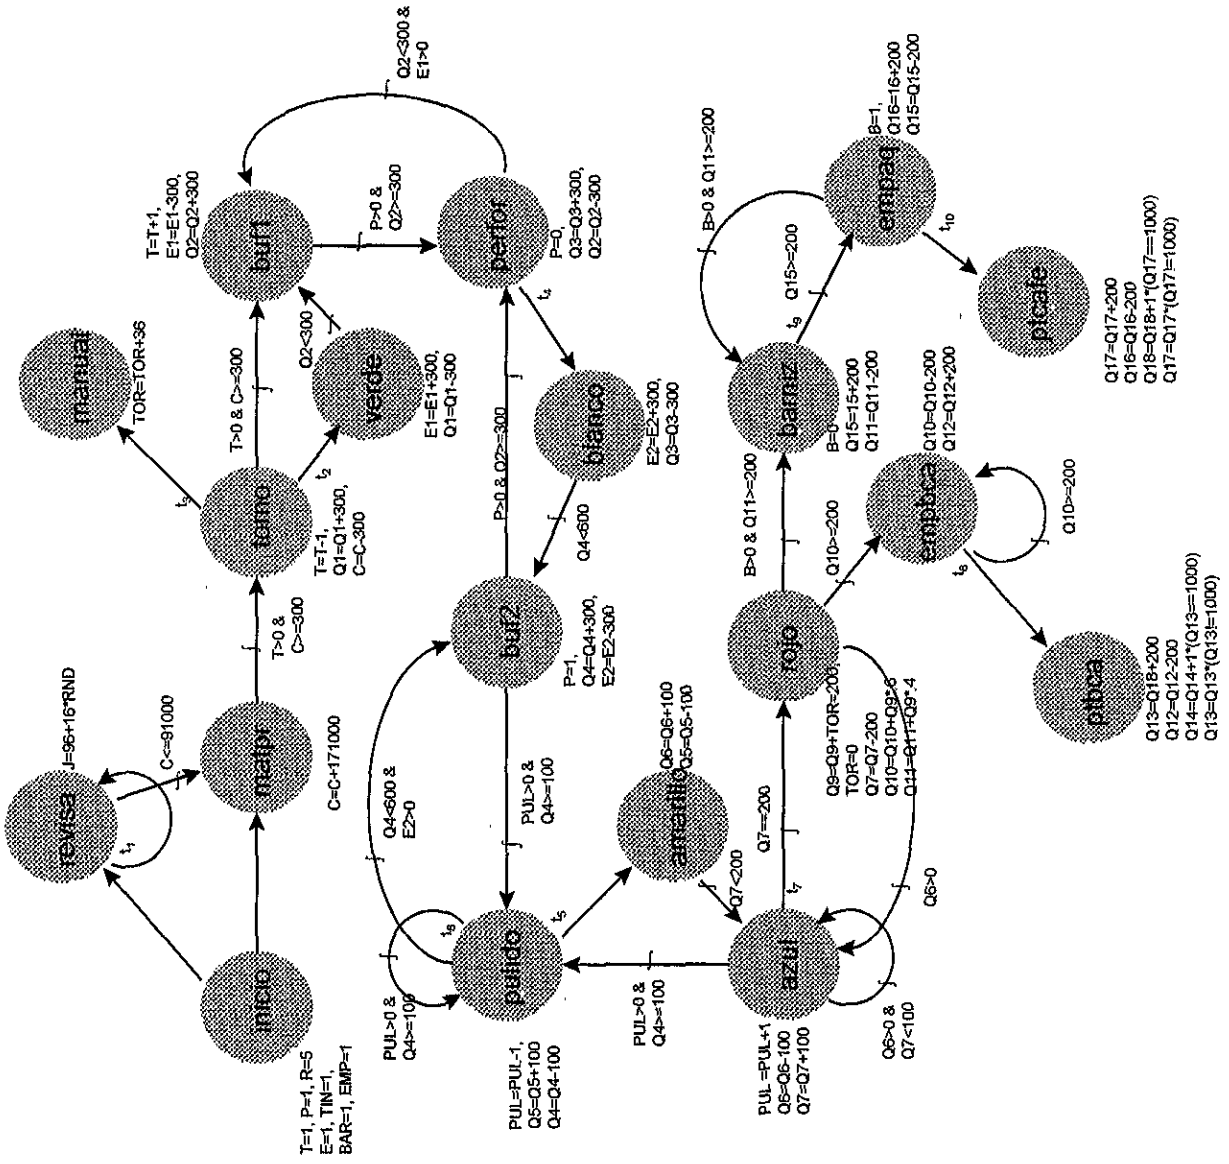 revisa
J=96+16*RND
t1
C<=91000
inicio
T=1, P=1, R=5
E=1, TIN=1,
BAR=1, EMP=1
matpr
C=C+171000
T>0 &
C>=300
manual
TOR=TOR+36
t3
torno
T=T-1,
Q1=Q1+300,
C=C-300
T>0 & C>=300
t2
verde
E1=E1+300,
Q1=Q1-300
Q2<300
T=T+1,
E1=E1-300,
Q2=Q2+300
buf1
P>0 &
Q2>=300
Q2<300 &
E1>0
perfor
P=0,
Q3=Q3+300,
Q2=Q2-300
t4
blanco
E2=E2+300,
Q3=Q3-300
Q4<600
P>0 & Q2>=300
buf2
P=1,
Q4=Q4+300,
E2=E2-300
Q4<600 &
E2>0
PUL>0 &
Q4>=100
PUL>0 &
Q4>=100
t6
pulido
PUL=PUL-1,
Q5=Q5+100
Q4=Q4-100
t5
amarillo
Q6=Q6+100
Q5=Q5-100
Q7<200
PUL>0 &
Q4>=100
azul
PUL=PUL+1
Q6=Q6-100
Q7=Q7+100
Q6>0 &
Q7<100
t7
Q7==200
rojo
Q9=Q9+TOR=200,
TOR=0
Q7=Q7-200
Q10=Q10+Q9*.6
Q11=Q11+Q9*.4
Q6>0
B>0 & Q11>=200
Q10>=200
empbca
Q10=Q10-200
Q12=Q12+200
Q10>=200
t8
ptbca
Q13=Q18+200
Q12=Q12-200
Q14=Q14+1*(Q13==1000)
Q13=Q13*(Q13!=1000)
barniz
B=0
Q15=15+200
Q11=Q11-200
B>0 & Q11>=200
t9
Q15>=200
empaq
B=1,
Q16=16+200
Q15=Q15-200
t10
ptcafe
Q17=Q17+200
Q16=Q16-200
Q18=Q18+1*(Q17==1000)
Q17=Q17*(Q17!=1000)